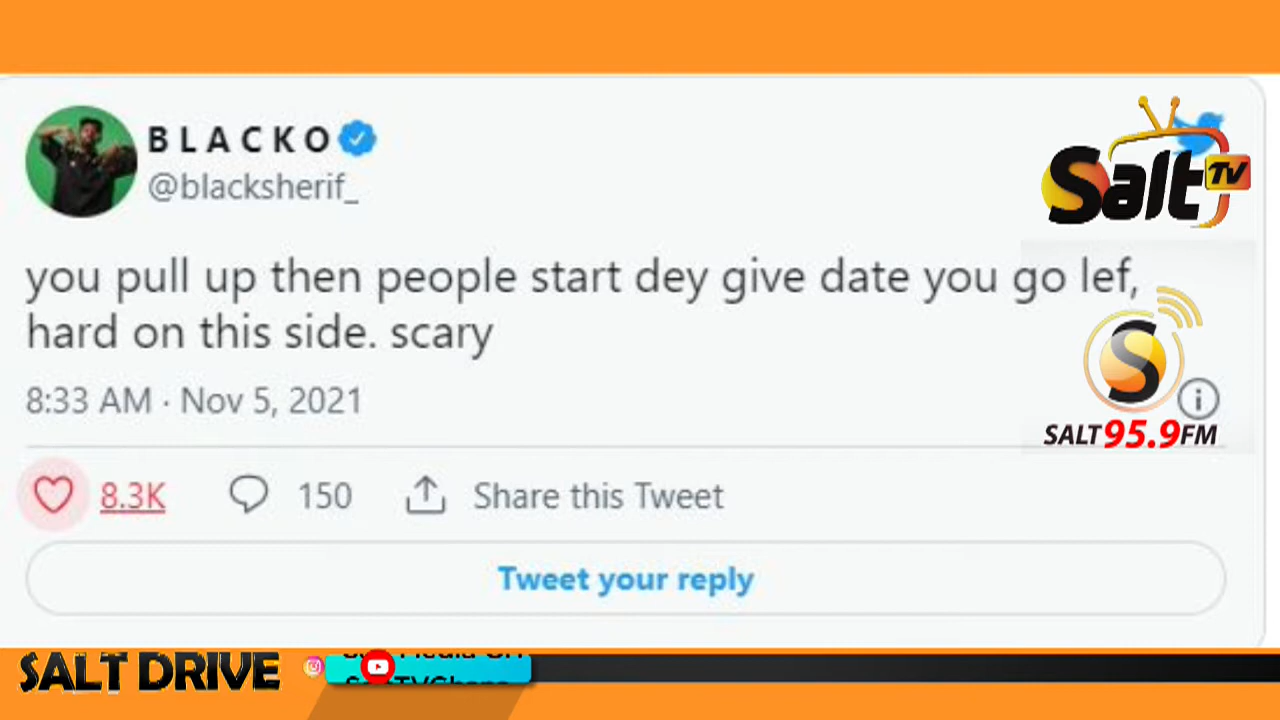 BLACKO
@blacksherif_
Salt TV
you pull up then people start dey give date you go lef,
hard on this side. scary
8:33 AM · Nov 5, 2021
S
SALT 95.9 FM
8.3K
150
Share this Tweet
Tweet your reply
SALT DRIVE